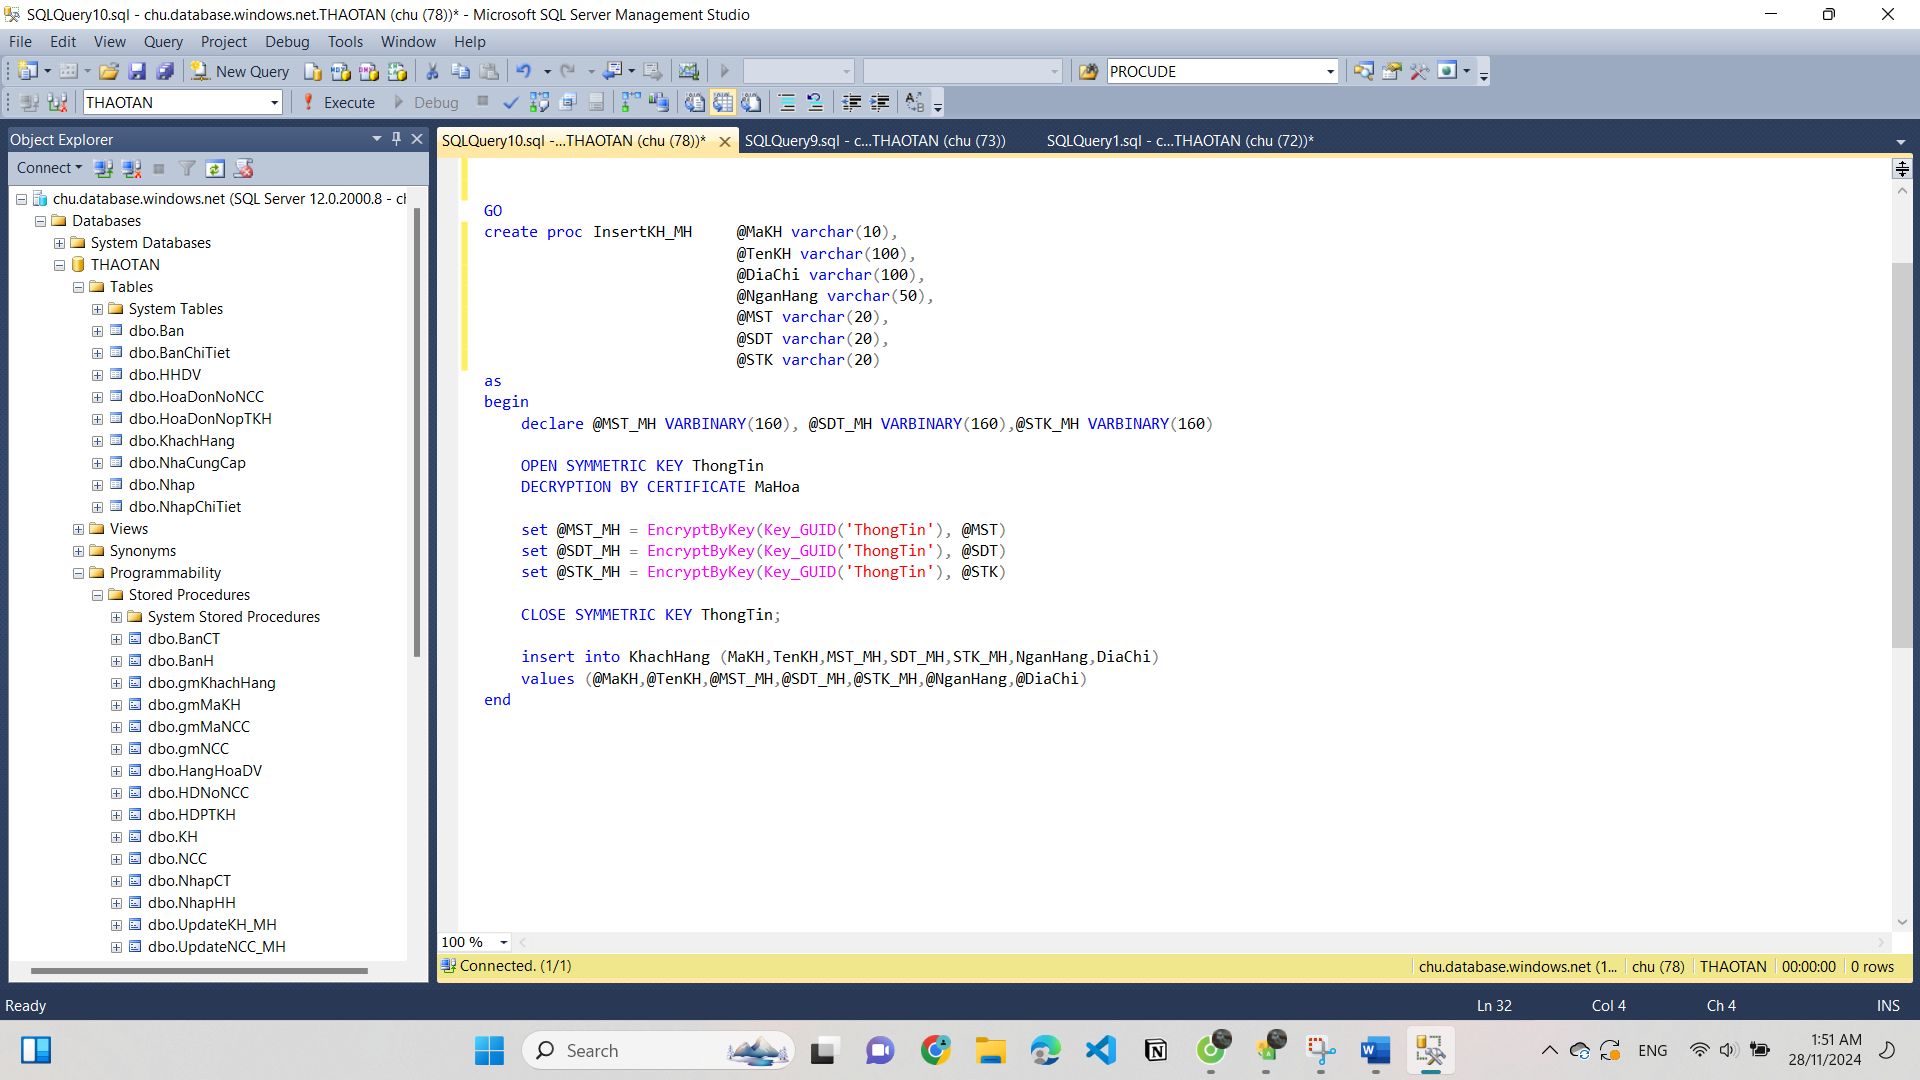 SQLQuery10.sql - chu.database.windows.net.THAOTAN (chu (78))* - Microsoft SQL Server Management Studio
File Edit View Query Project Debug Tools Window Help
New Query PROCUDE
THAOTAN Execute Debug
Object Explorer
Connect
chu.database.windows.net (SQL Server 12.0.2000.8 - cl
Databases
System Databases
THAOTAN
Tables
System Tables
dbo.Ban
dbo.BanChiTiet
dbo.HHDV
dbo.HoaDonNoNCC
dbo.HoaDonNopTKH
dbo.KhachHang
dbo.NhaCungCap
dbo.Nhap
dbo.NhapChiTiet
Views
Synonyms
Programmability
Stored Procedures
System Stored Procedures
dbo.BanCT
dbo.BanH
dbo.gmKhachHang
dbo.gmMaKH
dbo.gmMaNCC
dbo.gmNCC
dbo.HangHoaDV
dbo.HDNoNCC
dbo.HDPTKH
dbo.KH
dbo.NCC
dbo.NhapCT
dbo.NhapHH
dbo.UpdateKH_MH
dbo.UpdateNCC_MH
SQLQuery10.sql -...THAOTAN (chu (78))* SQLQuery9.sql - c...THAOTAN (chu (73)) SQLQuery1.sql - c...THAOTAN (chu (72))*
GO
create proc InsertKH_MH @MaKH varchar(10),
@TenKH varchar(100),
@DiaChi varchar(100),
@NganHang varchar(50),
@MST varchar(20),
@SDT varchar(20),
@STK varchar(20)
as
begin
declare @MST_MH VARBINARY(160), @SDT_MH VARBINARY(160),@STK_MH VARBINARY(160)
OPEN SYMMETRIC KEY ThongTin
DECRYPTION BY CERTIFICATE MaHoa
set @MST_MH = EncryptByKey(Key_GUID('ThongTin'), @MST)
set @SDT_MH = EncryptByKey(Key_GUID('ThongTin'), @SDT)
set @STK_MH = EncryptByKey(Key_GUID('ThongTin'), @STK)
CLOSE SYMMETRIC KEY ThongTin;
insert into KhachHang (MaKH,TenKH,MST_MH,SDT_MH,STK_MH,NganHang,DiaChi)
values (@MaKH,@TenKH,@MST_MH,@SDT_MH,@STK_MH,@NganHang,@DiaChi)
end
100 %
Connected. (1/1) chu.database.windows.net (1... chu (78) THAOTAN 00:00:00 0 rows
Ready Ln 32 Col 4 Ch 4 INS
Search ENG 1:51 AM
28/11/2024